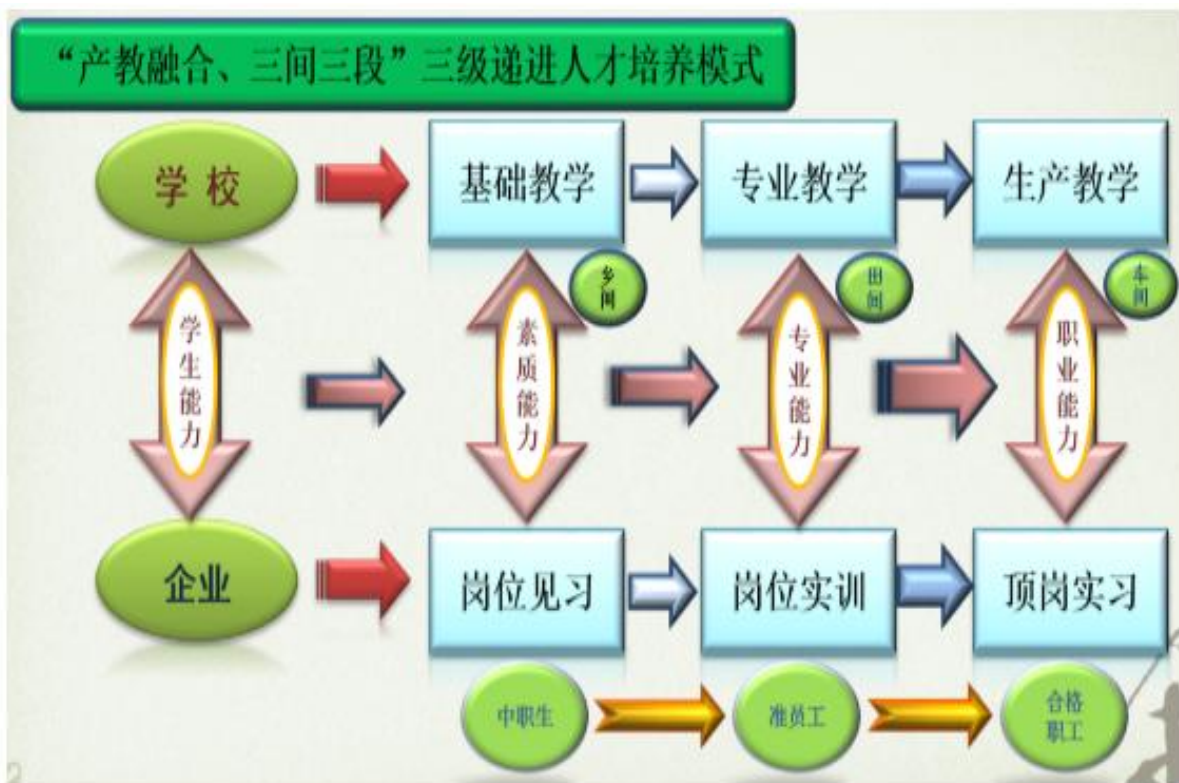 “产教融合、三间三段”三级递进人才培养模式
学校
基础教学
专业教学
生产教学
乡间
田间
车间
学生能力
素质能力
专业能力
职业能力
企业
岗位见习
岗位实训
顶岗实习
中职生
准员工
合格
职工
2